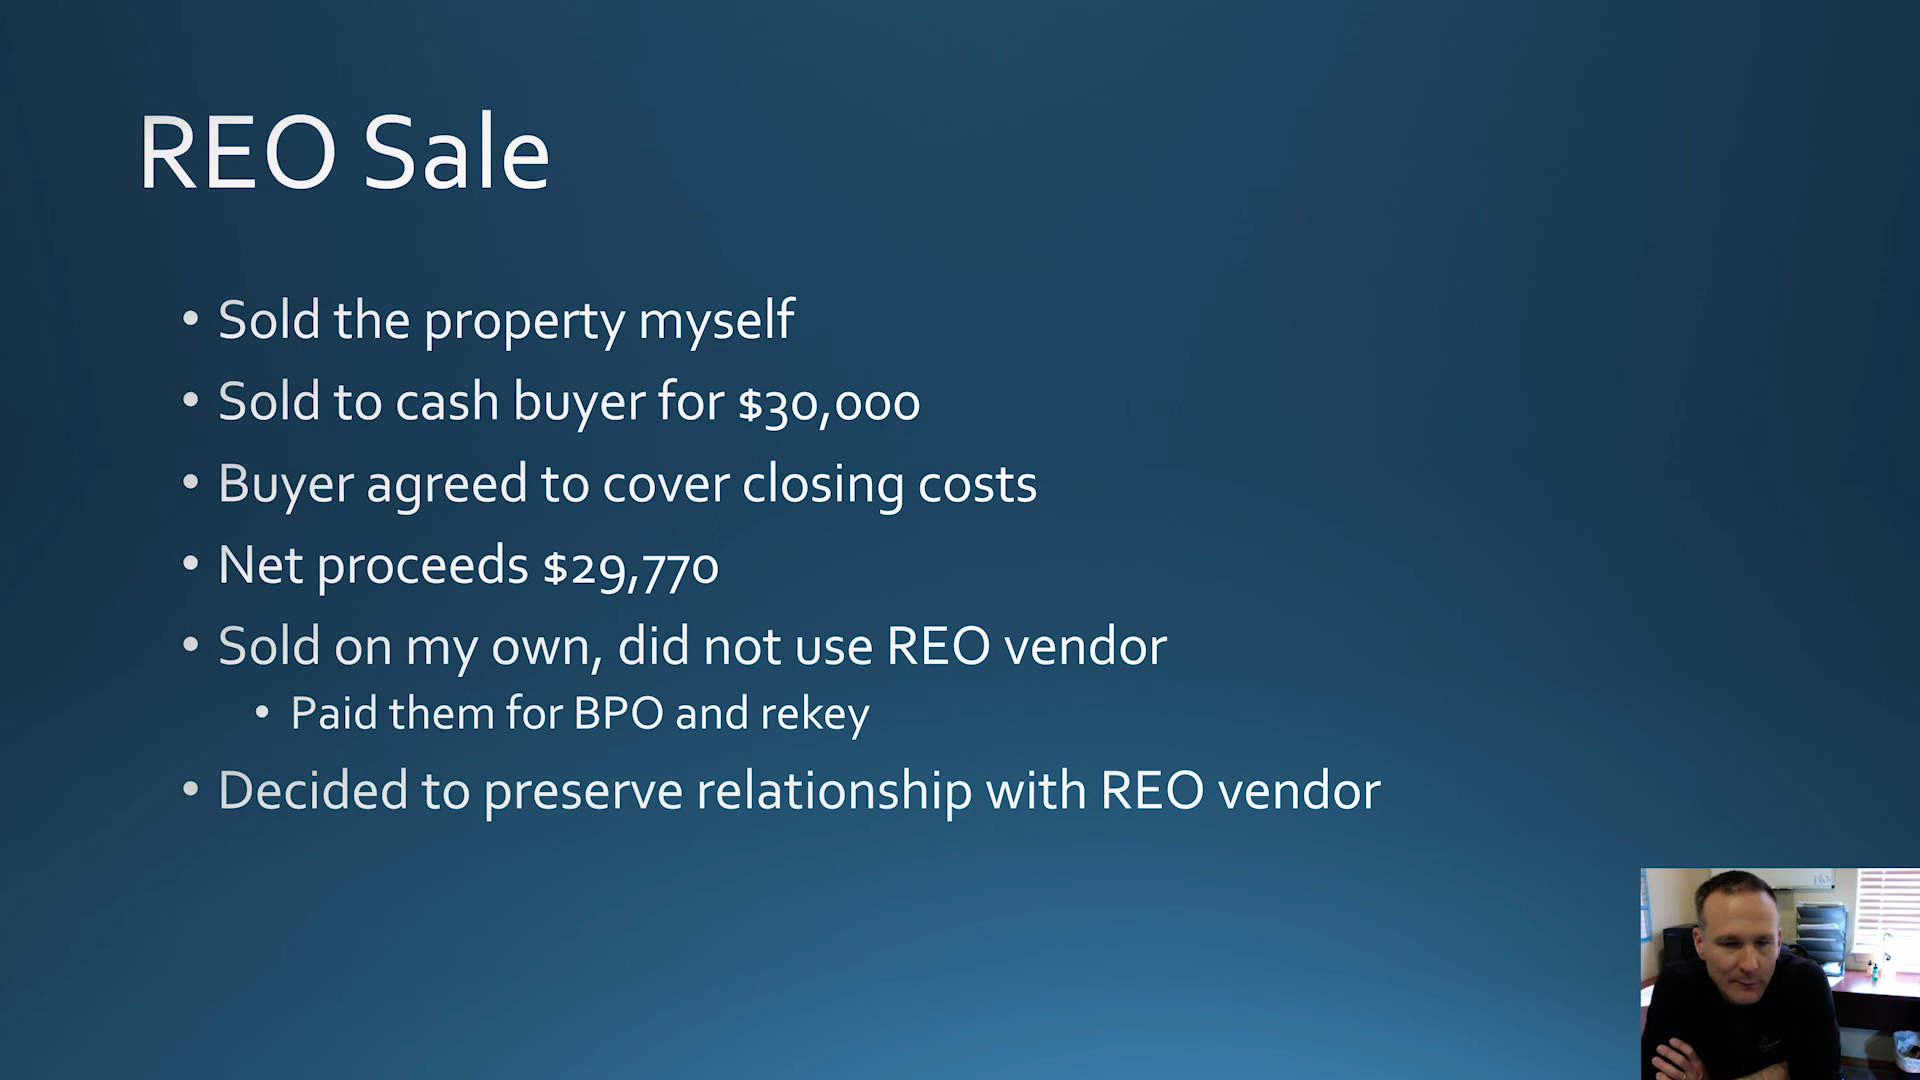 REO Sale
• Sold the property myself
• Sold to cash buyer for $30,000
• Buyer agreed to cover closing costs
• Net proceeds $29,770
• Sold on my own, did not use REO vendor
• Paid them for BPO and rekey
• Decided to preserve relationship with REO vendor